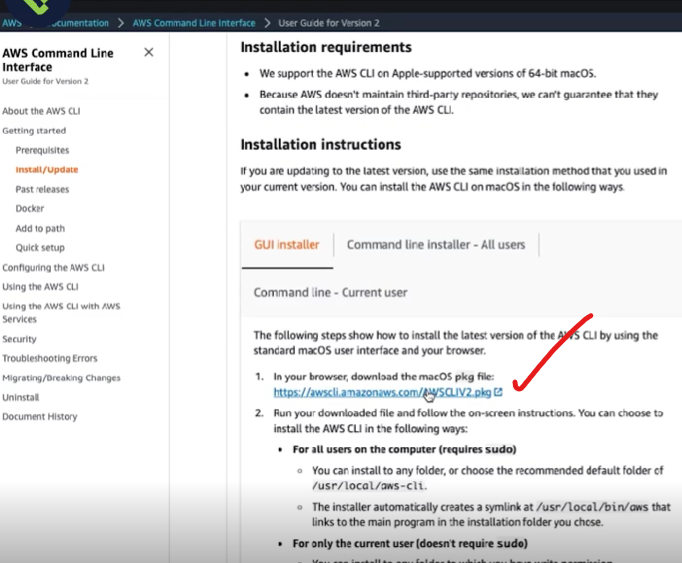 AWS Documentation > AWS Command Line Interface > User Guide for Version 2
AWS Command Line
Interface
User Guide for Version 2
About the AWS CLI
Getting started
Prerequisites
Install/Update
Past releases
Docker
Add to path
Quick setup
Configuring the AWS CLI
Using the AWS CLI
Using the AWS CLI with AWS
Services
Security
Troubleshooting Errors
Migrating/Breaking Changes
Uninstall
Document History
Installation requirements
• We support the AWS CLI on Apple-supported versions of 64-bit macOS.
• Because AWS doesn't maintain third-party repositories, we can't guarantee that they
contain the latest version of the AWS CLI.
Installation instructions
If you are updating to the latest version, use the same installation method that you used in
your current version. You can install the AWS CLI on macOS in the following ways.
GUI installer
Command line installer - All users
Command line - Current user
The following steps show how to install the latest version of the AWS CLI by using the
standard macOS user interface and your browser.
1. In your browser, download the macOS pkg file:
https://awscli.amazonaws.com/AWSCLIV2.pkg
2. Run your downloaded file and follow the on-screen instructions. You can choose to
install the AWS CLI in the following ways:
• For all users on the computer (requires sudo)
○ You can install to any folder, or choose the recommended default folder of
/usr/local/aws-cli.
○ The installer automatically creates a symlink at /usr/local/bin/aws that
links to the main program in the installation folder you chose.
• For only the current user (doesn't require sudo)